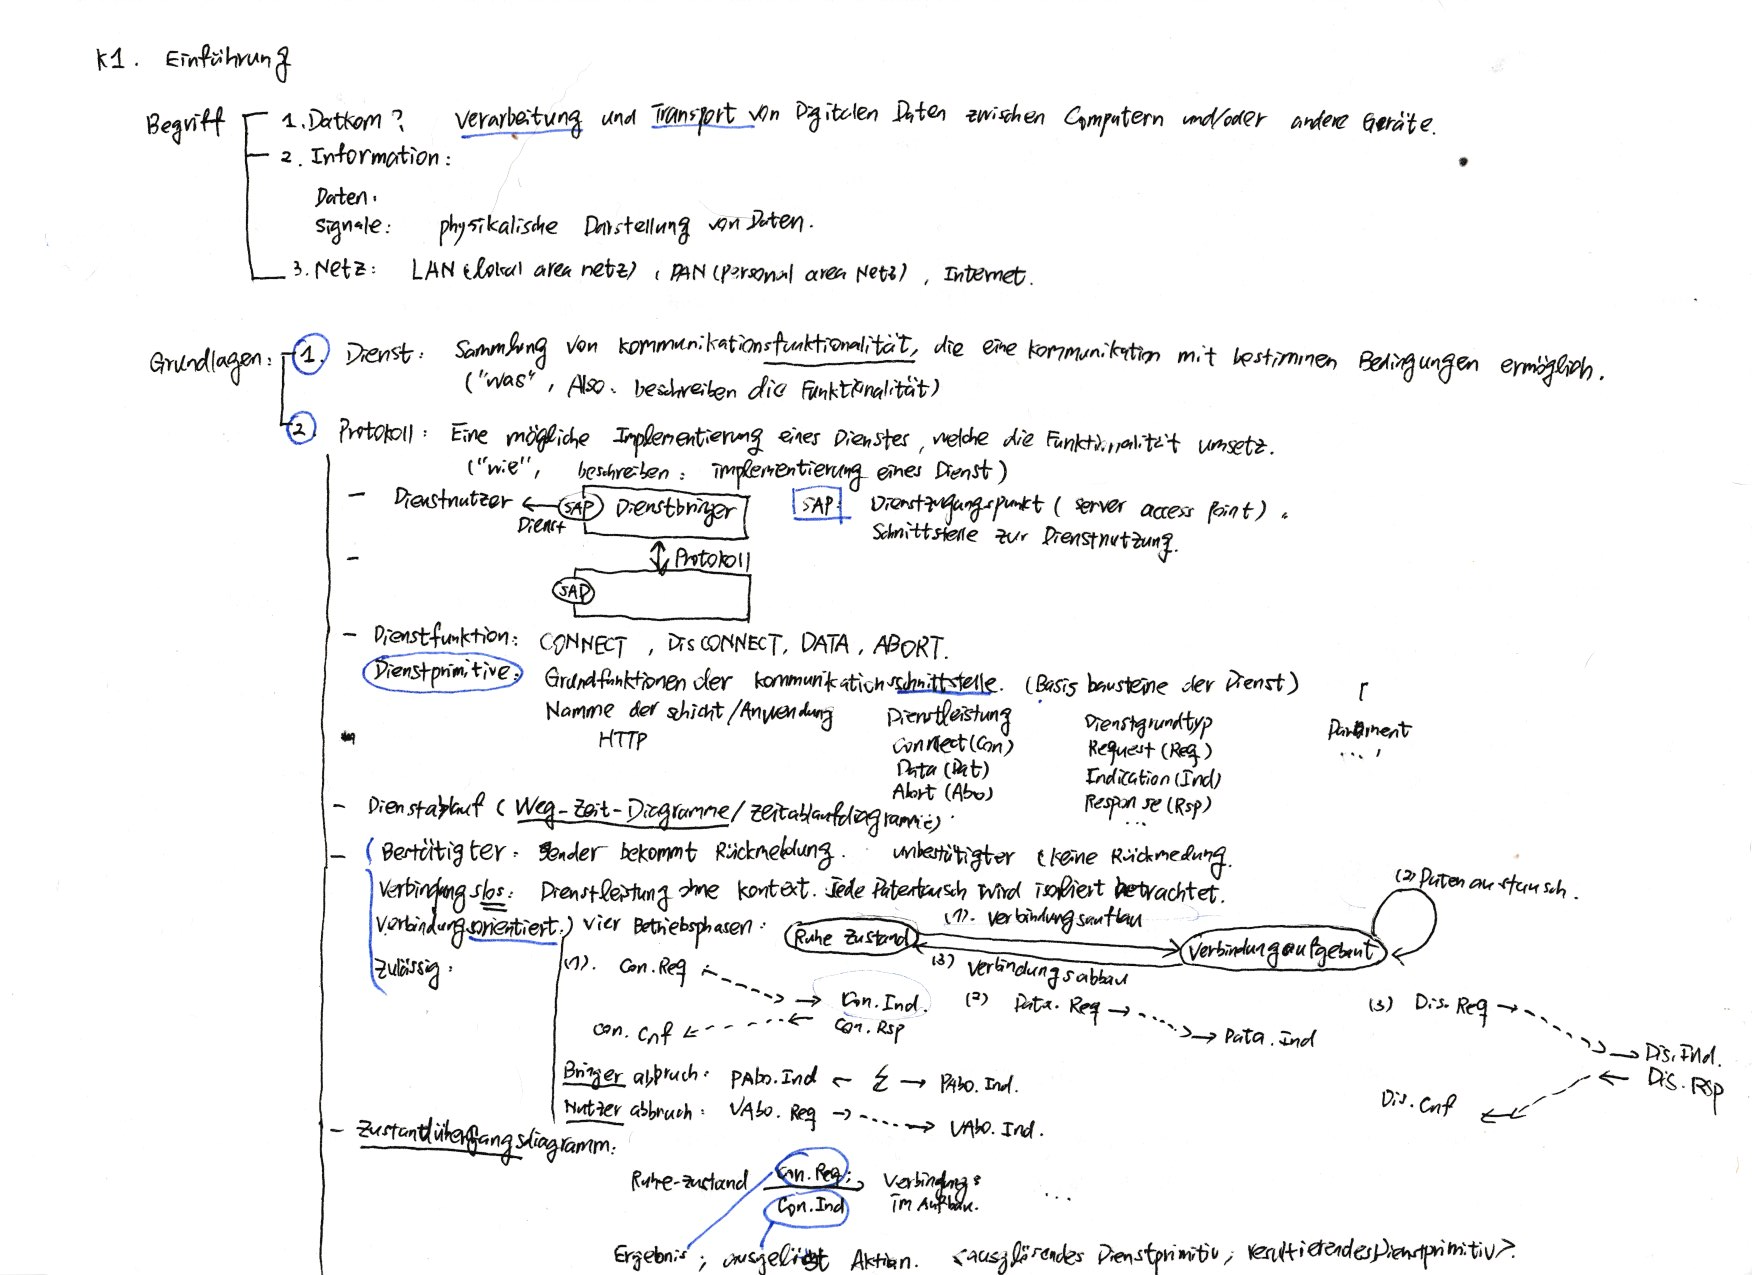 K1. Einführung
Begriff
1. Datkom? Verarbeitung und Transport von Digitalen Daten zwischen Computern und/oder andere Geräte.
2. Information:
Daten.
Signale: physikalische Darstellung von Daten.
3. Netz: LAN (lokal area netz), PAN (personal area Netz), Internet.
Grundlagen: 1. Dienst: Sammlung von kommunikationsfunktionalität, die eine kommunikation mit bestimmen Bedingungen ermöglich.
("was", Also. beschreiben die Funktionalität)
2. Protokoll: Eine mögliche Implementierung eines Dienstes, welche die Funktionalität umsetz.
("wie", beschreiben: implementierung eines Dienst)
- Dienstnutzer ← SAP Dienstbringer
Dienst
SAP: Dienstzugangspunkt (server access point).
Schnittstelle zur Dienstnutzung.
- Protokoll
SAP
- Dienstfunktion: CONNECT, DisCONNECT, DATA, ABORT.
Dienstprimitive: Grundfunktionen der kommunikationsschnittstelle. (Basis bausteine der Dienst)
Namme der schicht/Anwendung Dienstleistung Dienstgrundtyp
HTTP Connect(Con) Request(Req)
Data (Dat) Indication(Ind)
Abort (Abo) Response(Rsp)
...
- Dienstablauf (Weg-Zeit-Diagramme/Zeitablaufdiagramme)
- (Bestätigter: Sender bekommt Rückmeldung. unbestätigter (keine Rückmedung.
Verbindungslos: Dienstleistung ohne kontext. Jede Datentausch wird isoliert betrachtet.
Verbindungsorientiert:) vier Betriebsphasen: Ruhe Zustand
(1). Verbindungsaufbau
(3) Verbindungsabbau
Verbindung aufgebaut
(2) Datenaustausch.
Zulässig:
(1). Con.Req → Con.Ind.
Con.Cnf ← Con.Rsp
(2) Data.Req → Data.Ind
(3) Dis.Req → Dis.Ind.
Dis.Cnf ← Dis.Rsp
Bringer abbruch: PAbo.Ind ← → PAbo.Ind.
Nutzer abbruch: VAbo.Req → VAbo.Ind.
- Zustandübergangsdiagramm:
Ruhe-zustand Con.Req; Verbindungs
Con.Ind im Aufbau. ...
Ergebnis; ausgelöst Aktion. <auslösendes Dienstprimitiv; resultierendes Dienstprimitiv>.